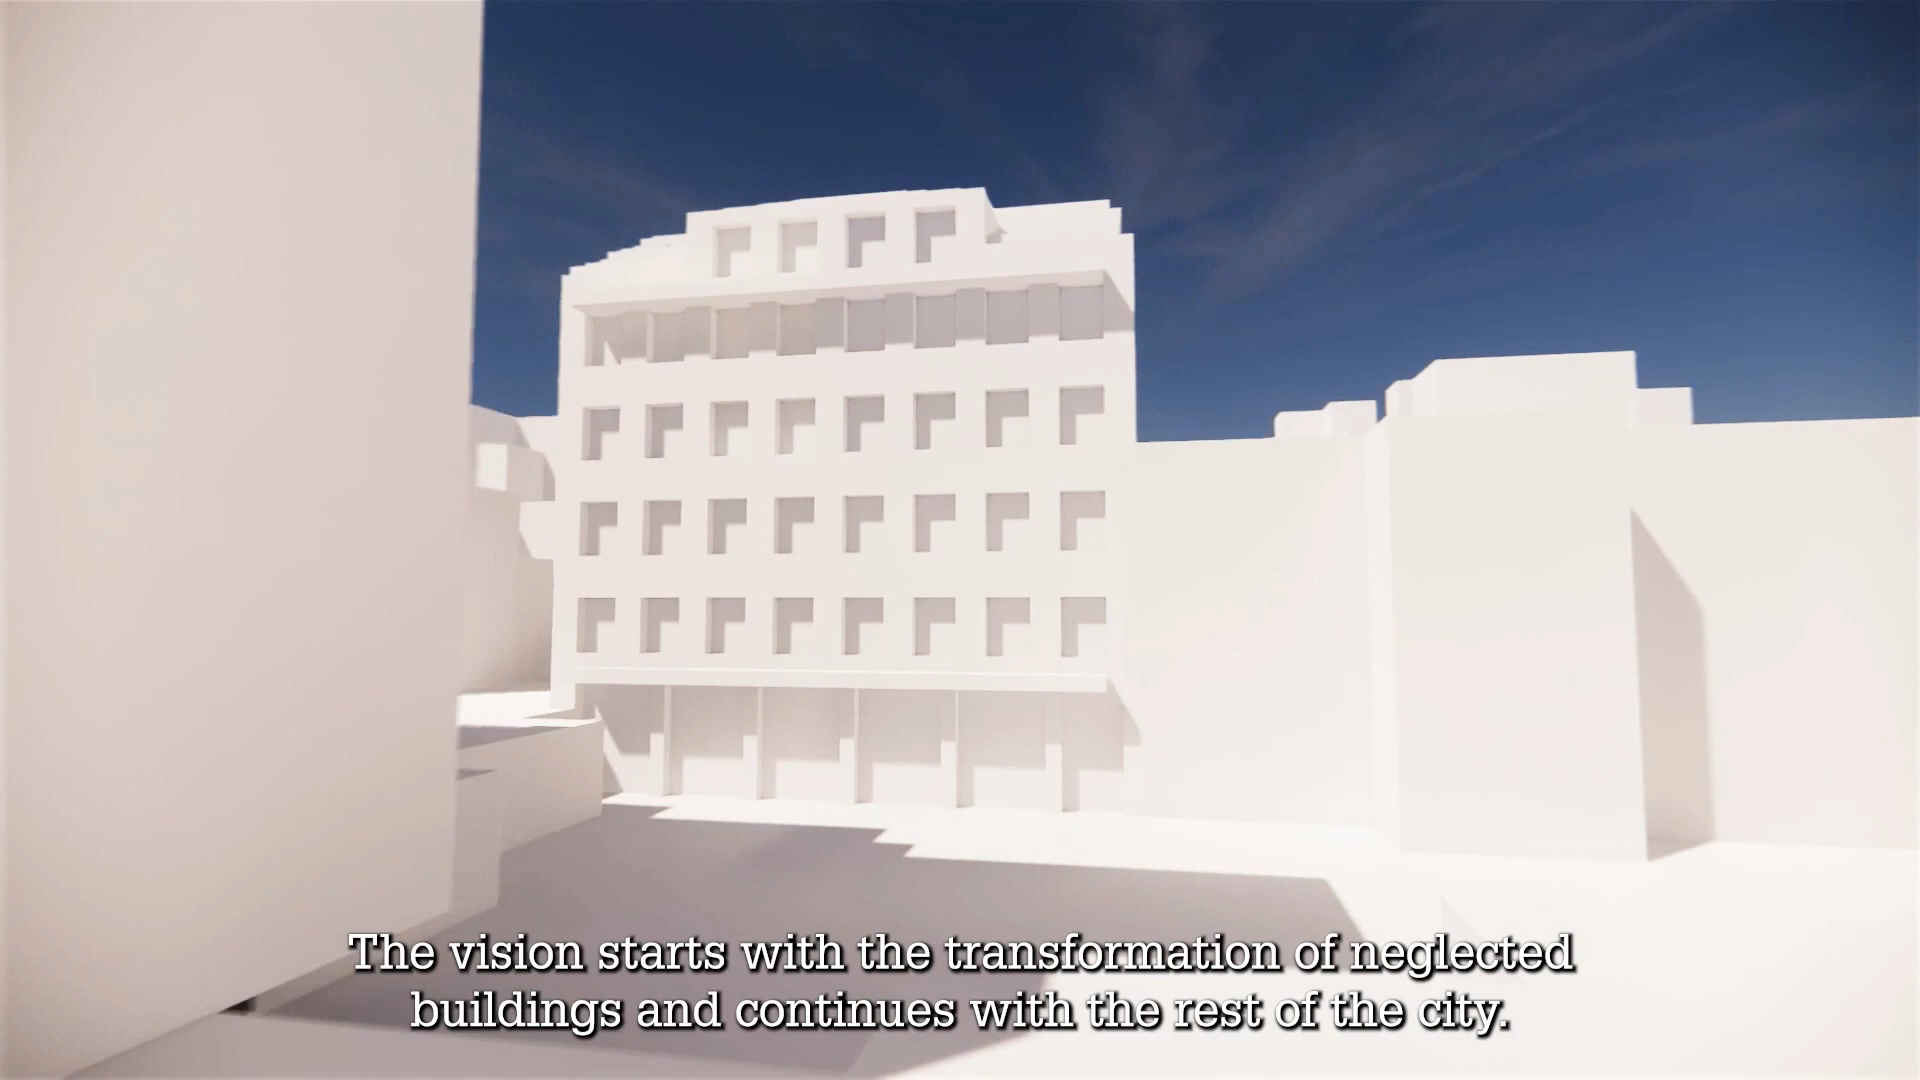 The vision starts with the transformation of neglected
buildings and continues with the rest of the city.